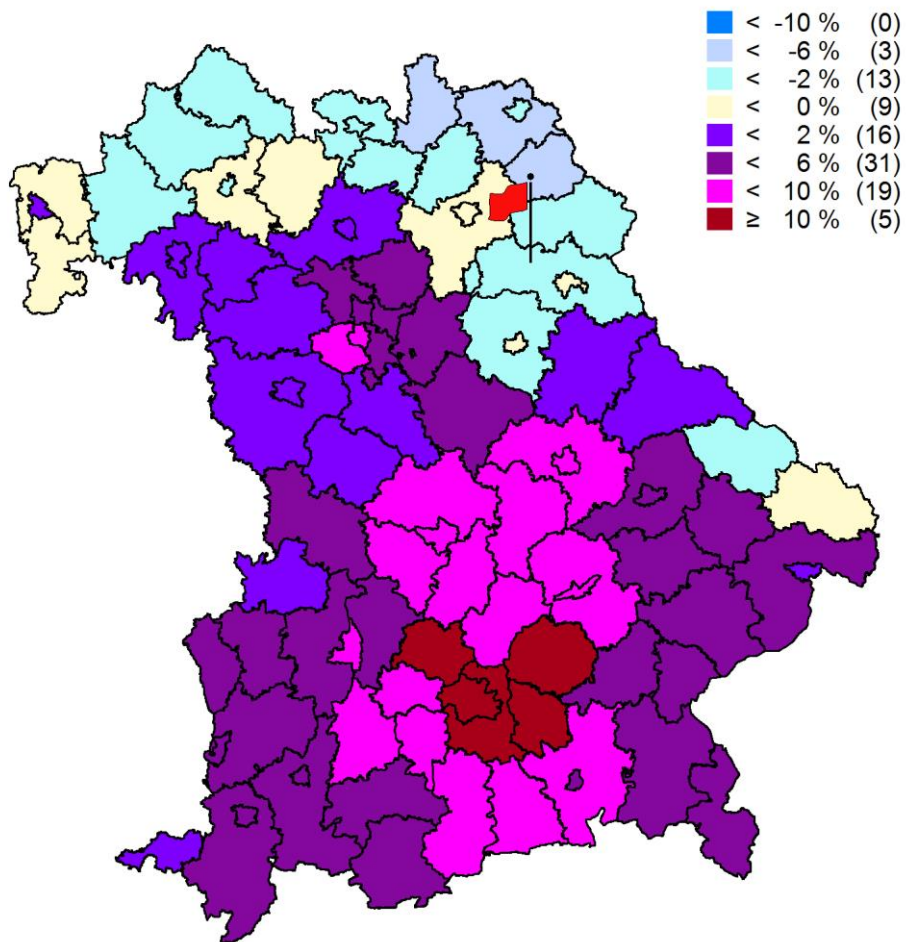 < -10 % (0)
< -6 % (3)
< -2 % (13)
< 0 % (9)
< 2 % (16)
< 6 % (31)
< 10 % (19)
≥ 10 % (5)